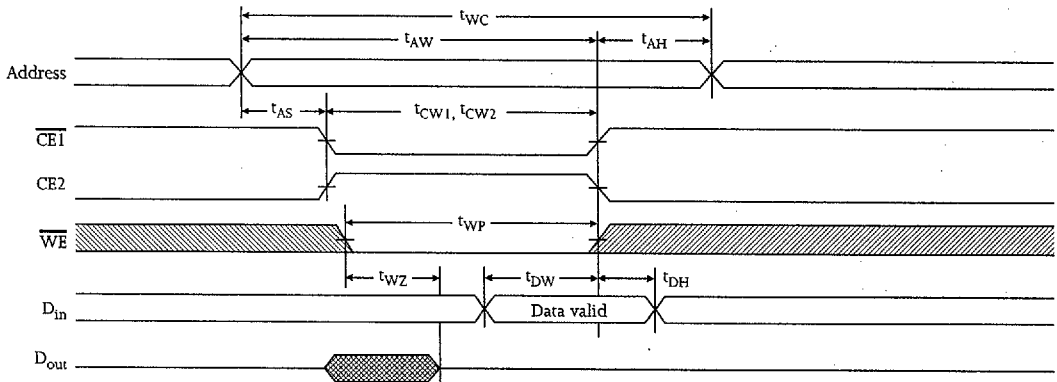 tWC
tAW
tAH
Address
tAS
tCW1, tCW2
CE1
CE2
tWP
WE
tWZ
tDW
tDH
Din
Data valid
Dout